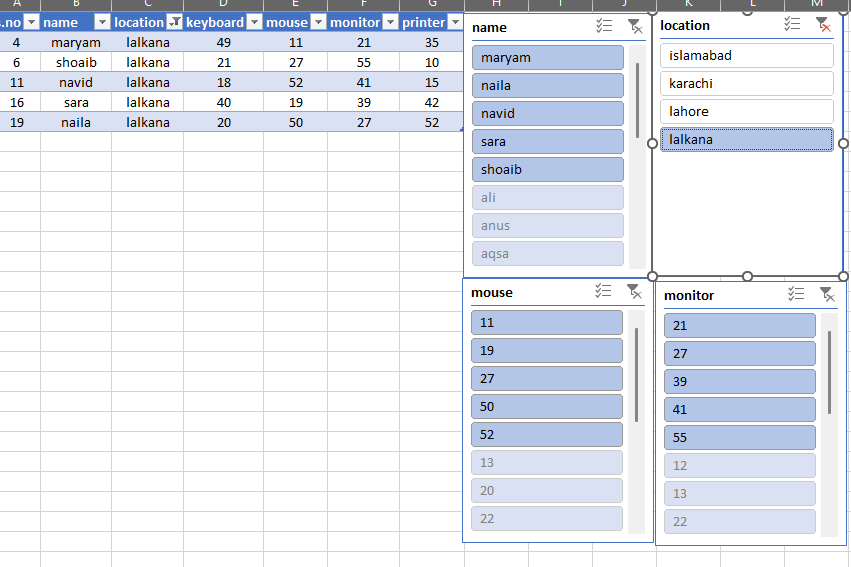 A B C D E F G H I J K L M
s.no name location keyboard mouse monitor printer
4 maryam lalkana 49 11 21 35
6 shoaib lalkana 21 27 55 10
11 navid lalkana 18 52 41 15
16 sara lalkana 40 19 39 42
19 naila lalkana 20 50 27 52
name
maryam
naila
navid
sara
shoaib
ali
anus
aqsa
location
islamabad
karachi
lahore
lalkana
mouse
11
19
27
50
52
13
20
22
monitor
21
27
39
41
55
12
13
22